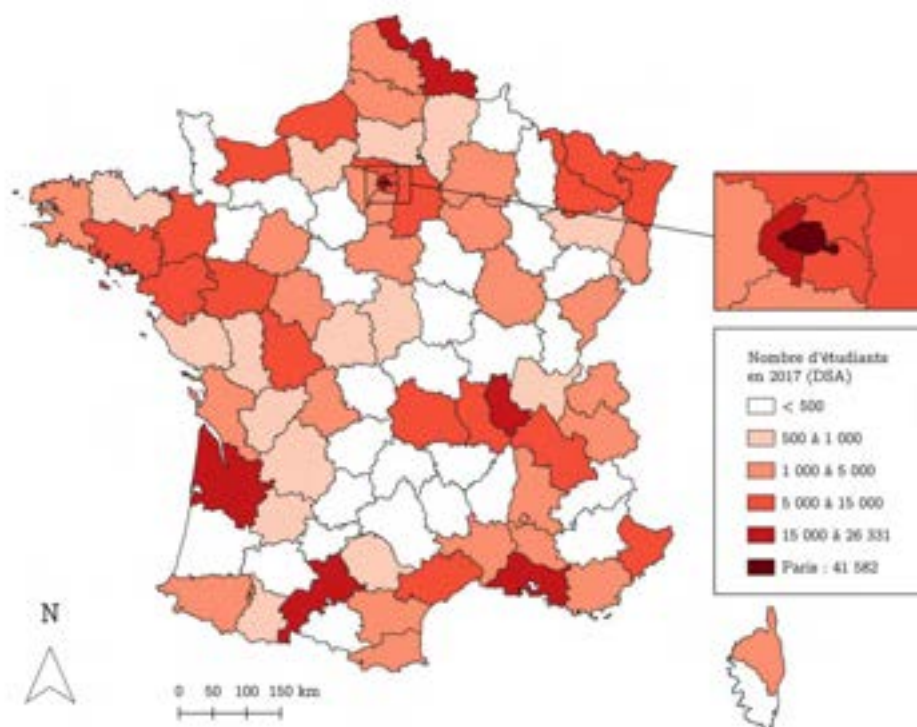 Nombre d'étudiants
en 2017 (DSA)
< 500
500 à 1 000
1 000 à 5 000
5 000 à 15 000
15 000 à 26 331
Paris : 41 582
N
0 50 100 150 km